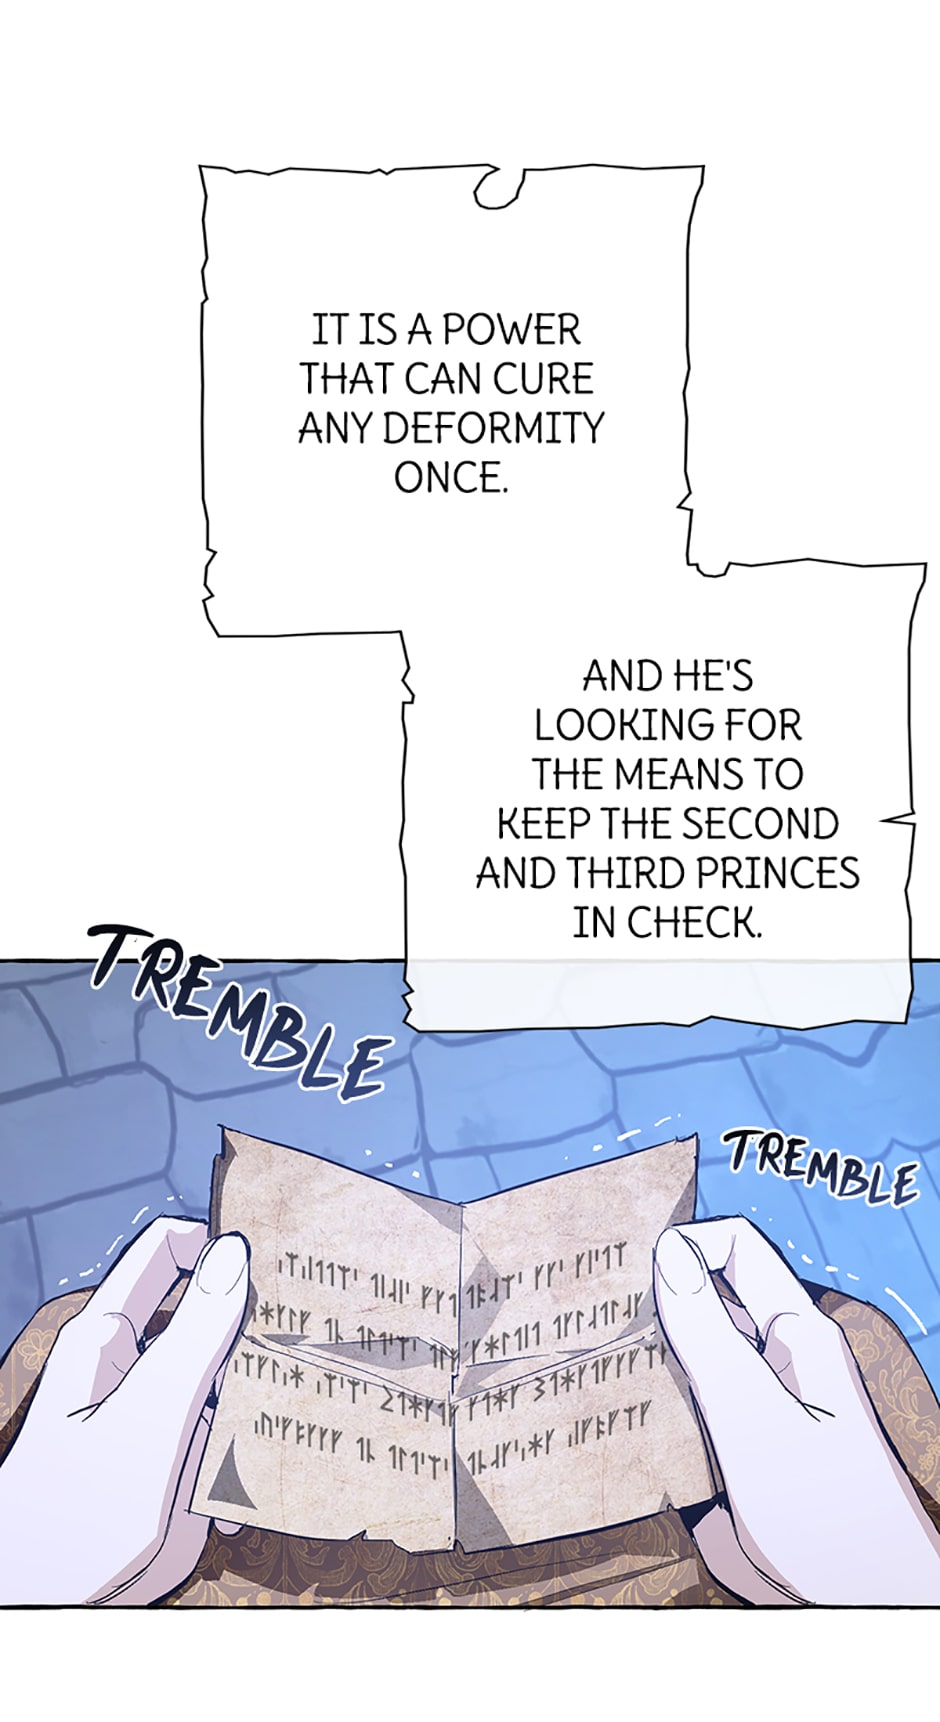 IT IS A POWER
THAT CAN CURE
ANY DEFORMITY
ONCE.
AND HE'S
LOOKING FOR
THE MEANS TO
KEEP THE SECOND
AND THIRD PRINCES
IN CHECK.
TREMBLE
TREMBLE